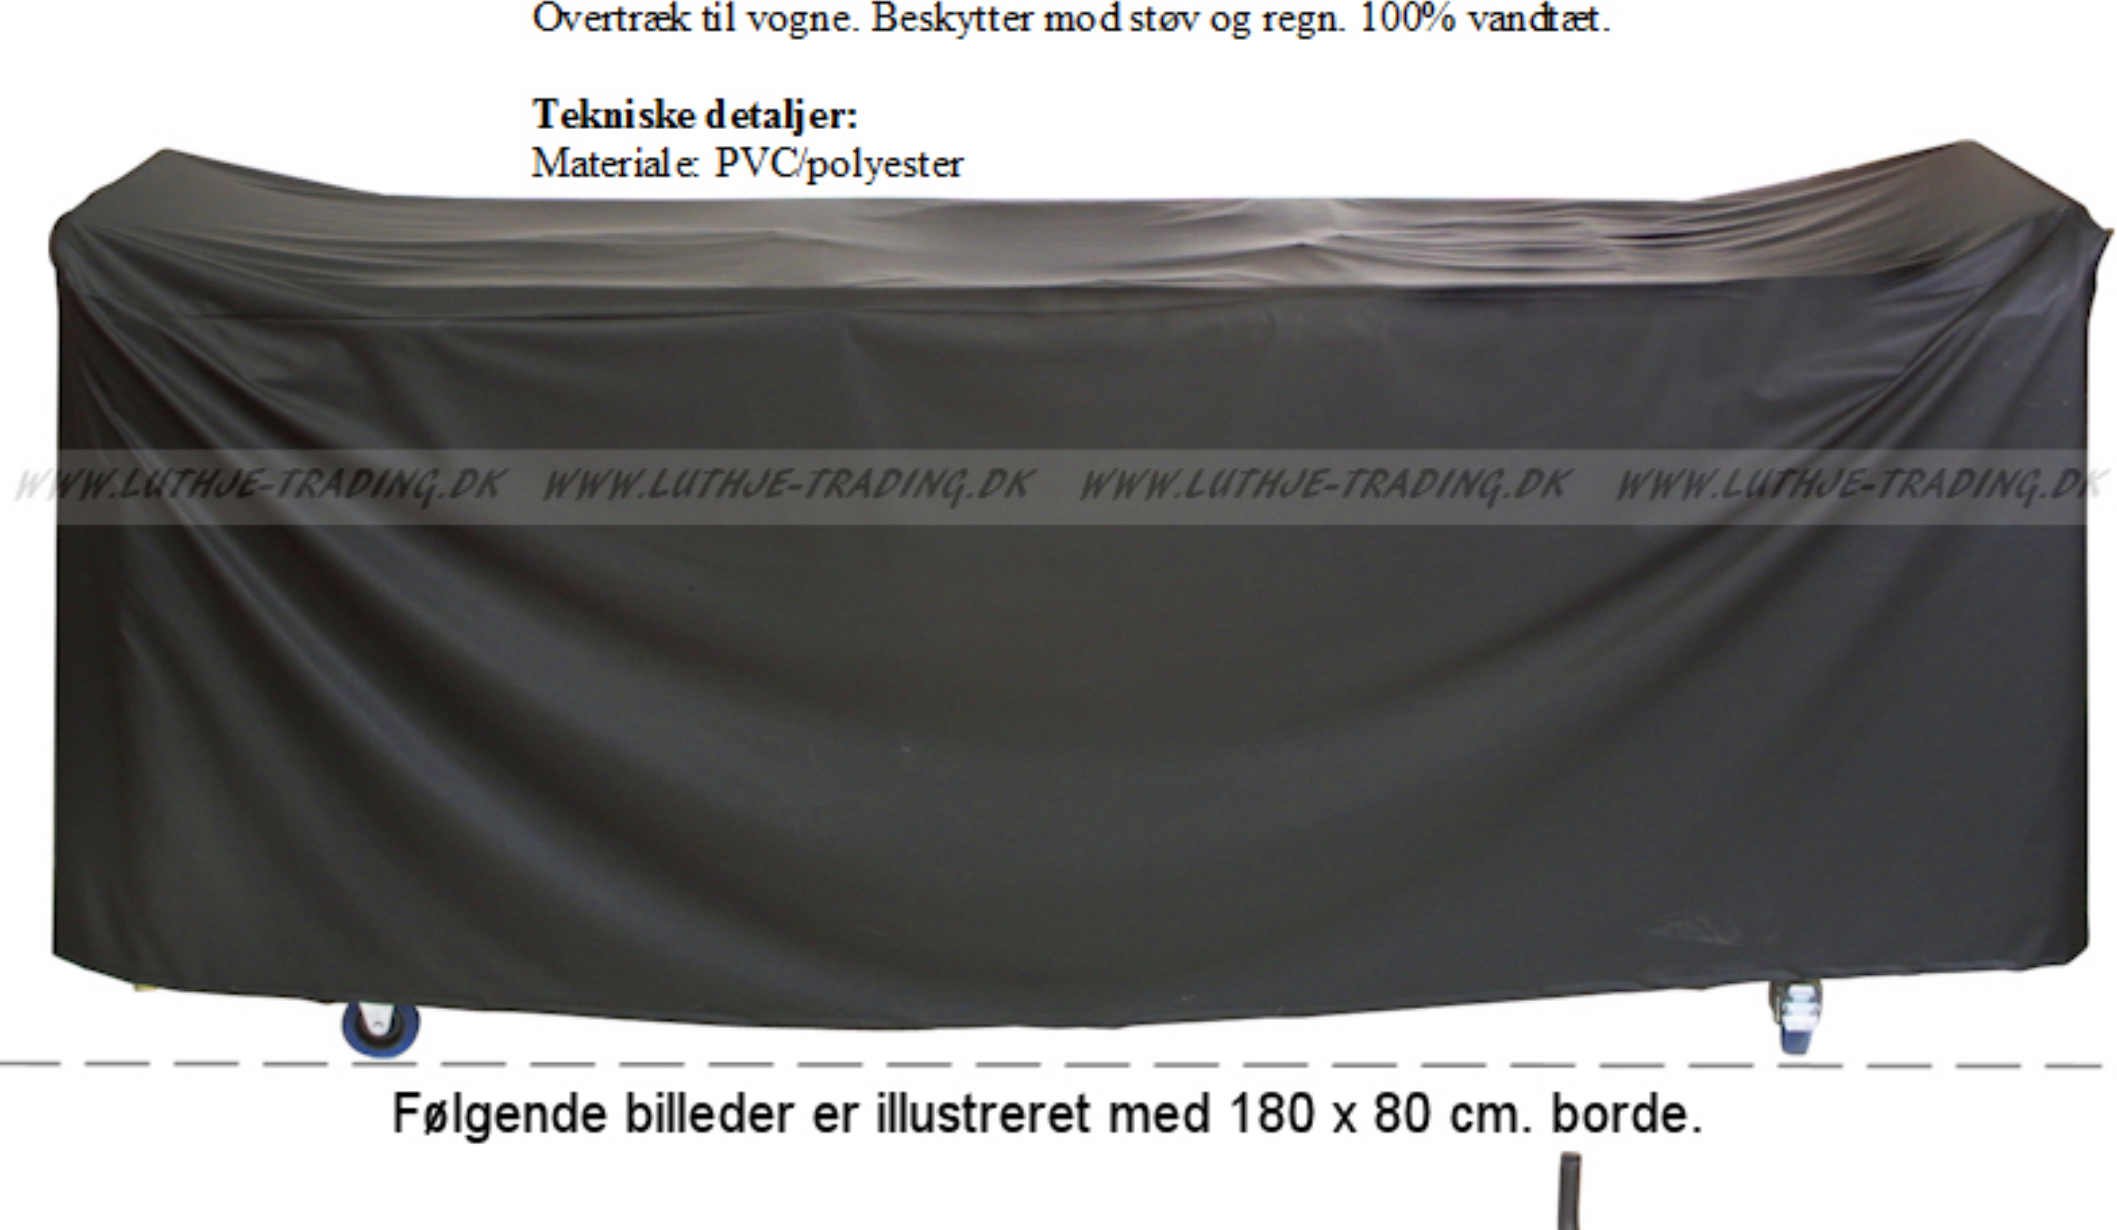 Overtræk til vogne. Beskytter mod støv og regn. 100% vandtæt.
Tekniske detaljer:
Materiale: PVC/polyester
WWW.LUTHJE-TRADING.DK WWW.LUTHJE-TRADING.DK WWW.LUTHJE-TRADING.DK WWW.LUTHJE-TRADING.DK
Følgende billeder er illustreret med 180 x 80 cm. borde.